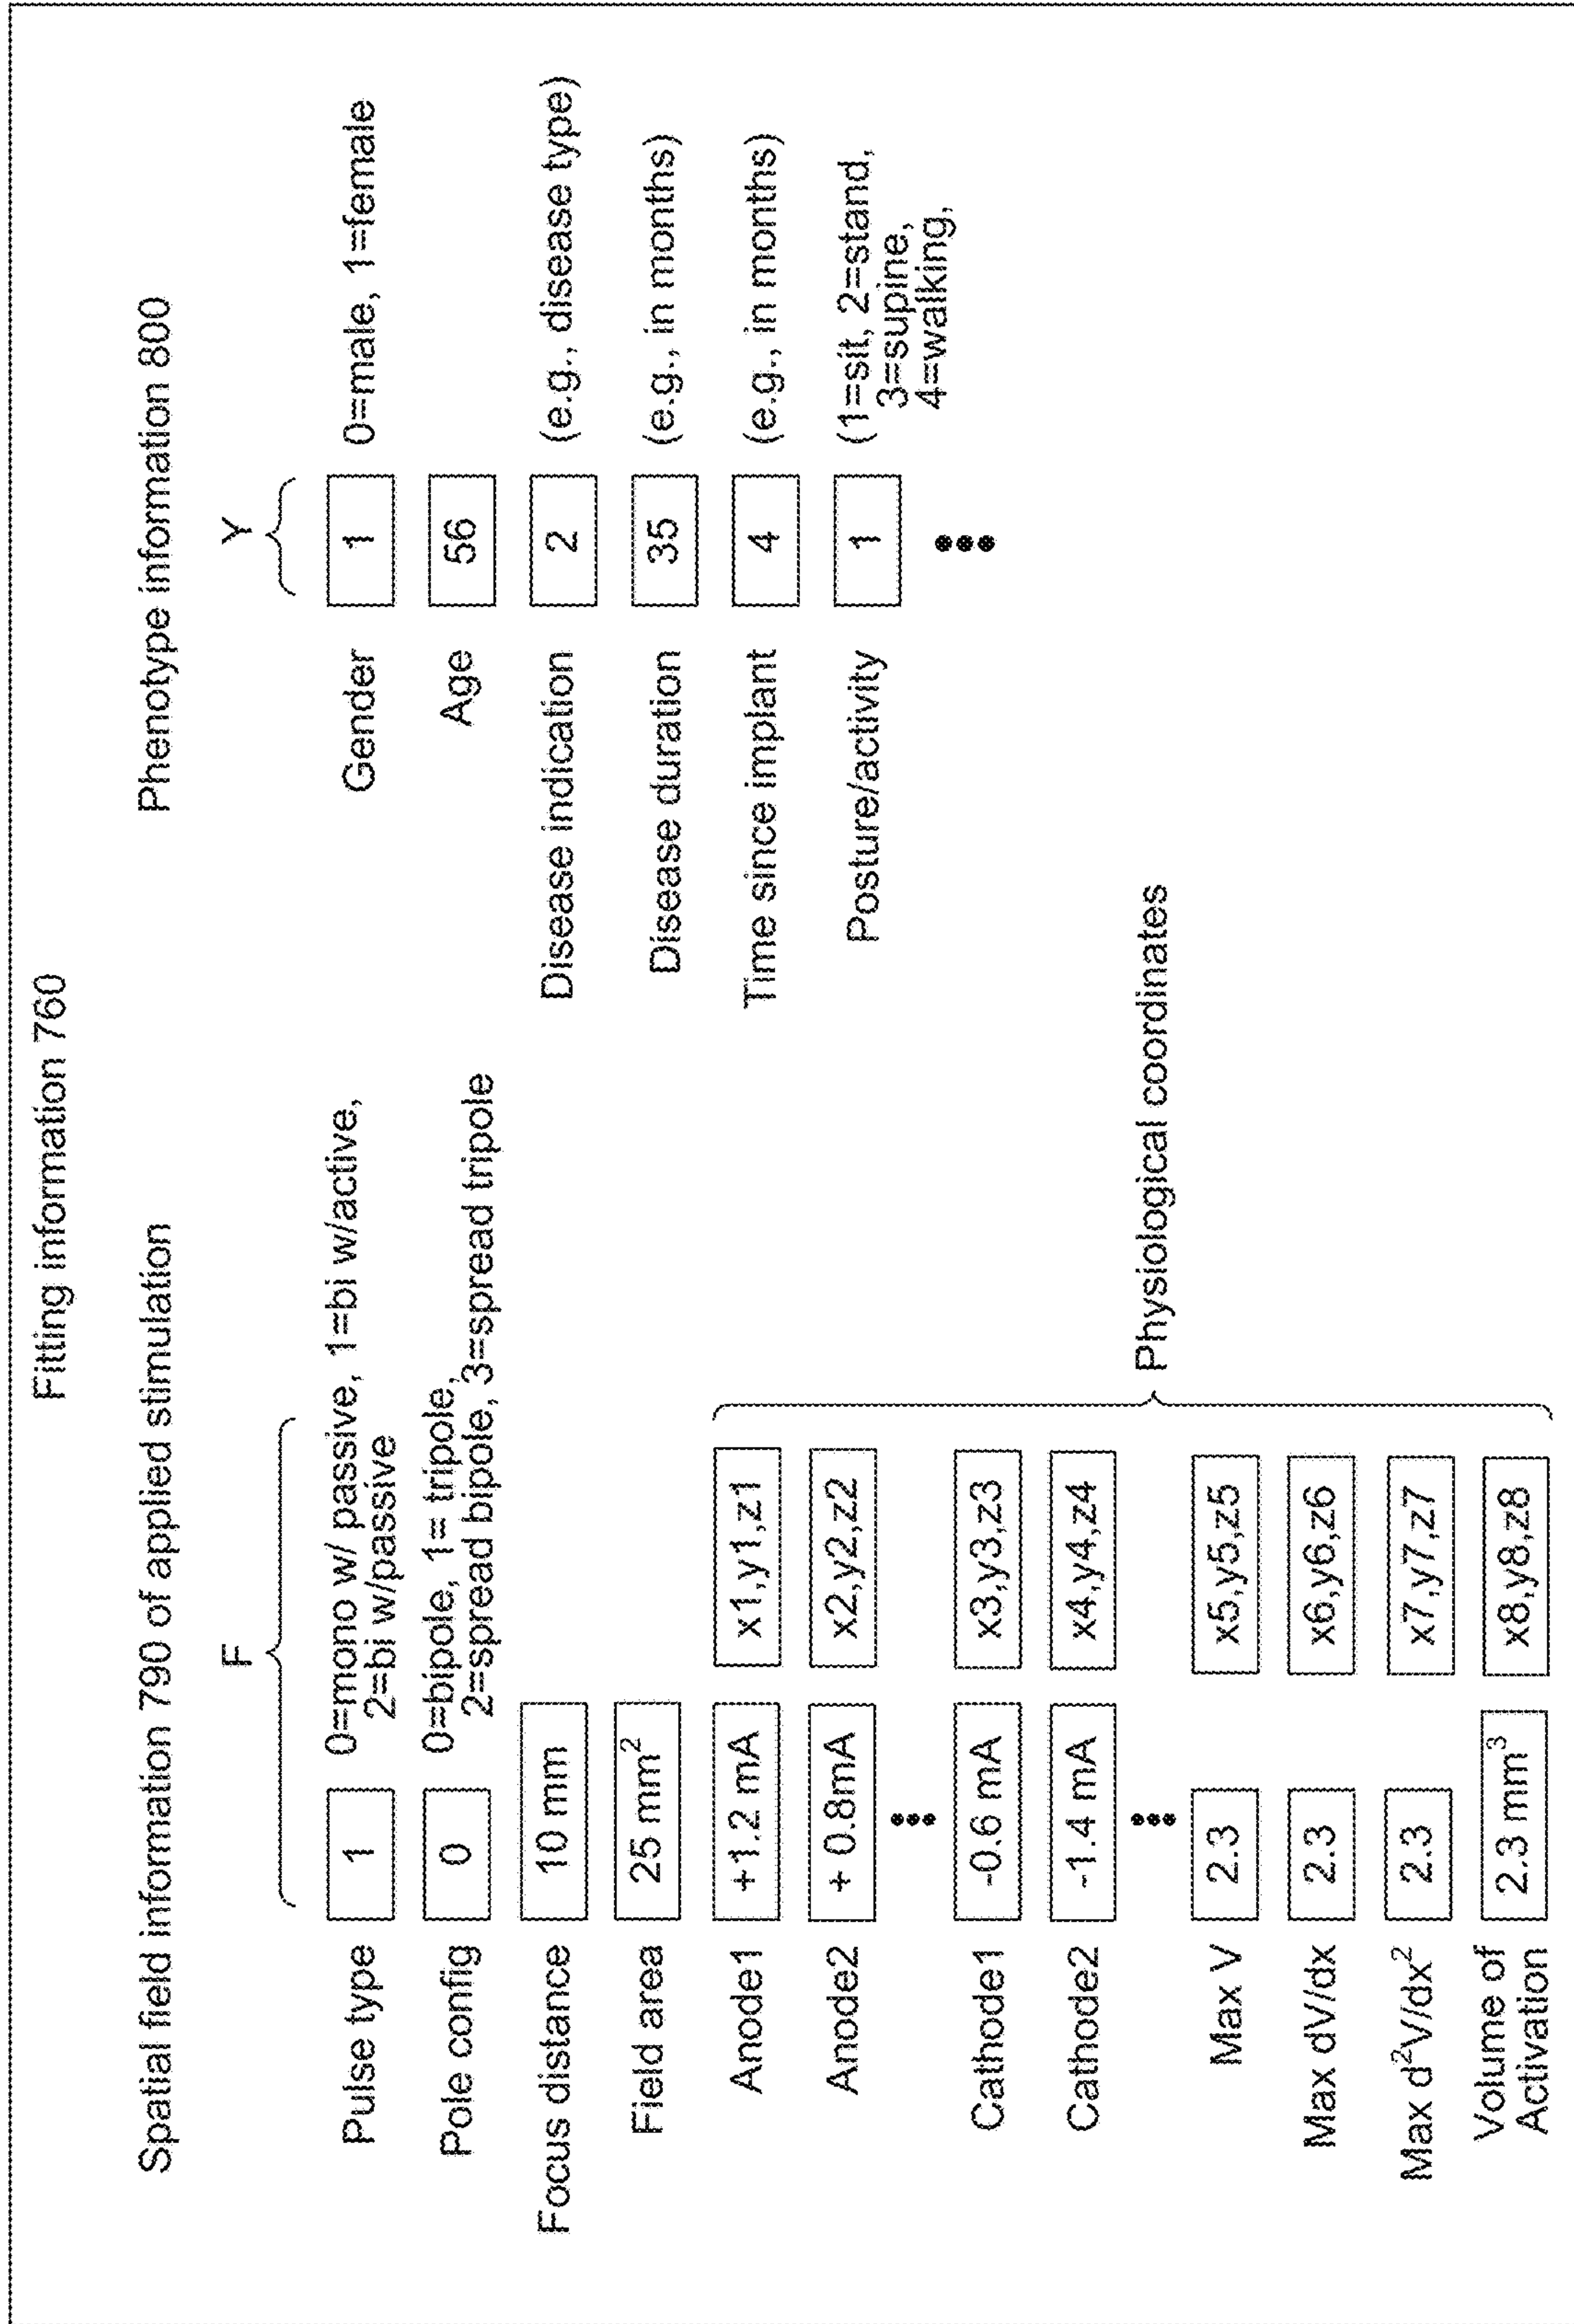 Fitting information 760
Spatial field information 790 of applied stimulation
F
Pulse type 1 0=mono w/ passive, 1=bi w/active,
2=bi w/passive
Pole config 0 0=bipole, 1= tripole,
2=spread bipole, 3=spread tripole
Focus distance 10 mm
Field area 25 mm²
Anode1 +1.2 mA x1,y1,z1
Anode2 + 0.8mA x2,y2,z2
Cathode1 -0.6 mA x3,y3,z3
Cathode2 -1.4 mA x4,y4,z4
Max V 2.3 x5,y5,z5
Max dV/dx 2.3 x6,y6,z6
Max d²V/dx² 2.3 x7,y7,z7
Volume of
Activation 2.3 mm³ x8,y8,z8
Physiological coordinates
Phenotype information 800
Y
Gender 1 0=male, 1=female
Age 56
Disease indication 2 (e.g., disease type)
Disease duration 35 (e.g., in months)
Time since implant 4 (e.g., in months)
Posture/activity 1 (1=sit, 2=stand,
3=supine,
4=walking,